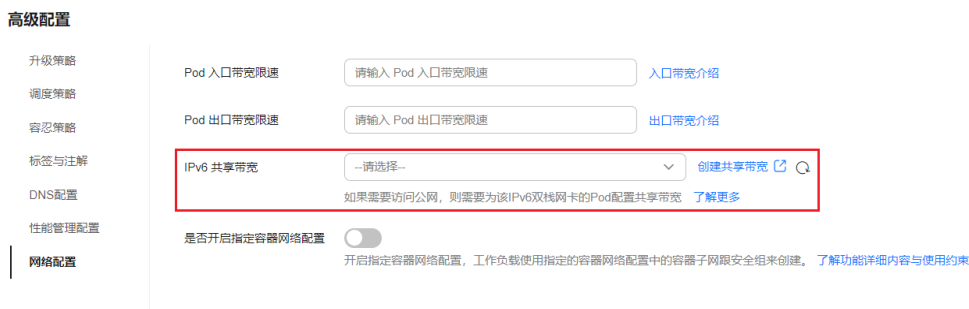 高级配置
升级策略
调度策略
容忍策略
标签与注解
DNS配置
性能管理配置
网络配置
Pod 入口带宽限速 请输入 Pod 入口带宽限速 入口带宽介绍
Pod 出口带宽限速 请输入 Pod 出口带宽限速 出口带宽介绍
IPv6 共享带宽 --请选择-- 创建共享带宽
如果需要访问公网，则需要为该IPv6双栈网卡的Pod配置共享带宽 了解更多
是否开启指定容器网络配置
开启指定容器网络配置，工作负载使用指定的容器网络配置中的容器子网跟安全组来创建。 了解功能详细内容与使用约束